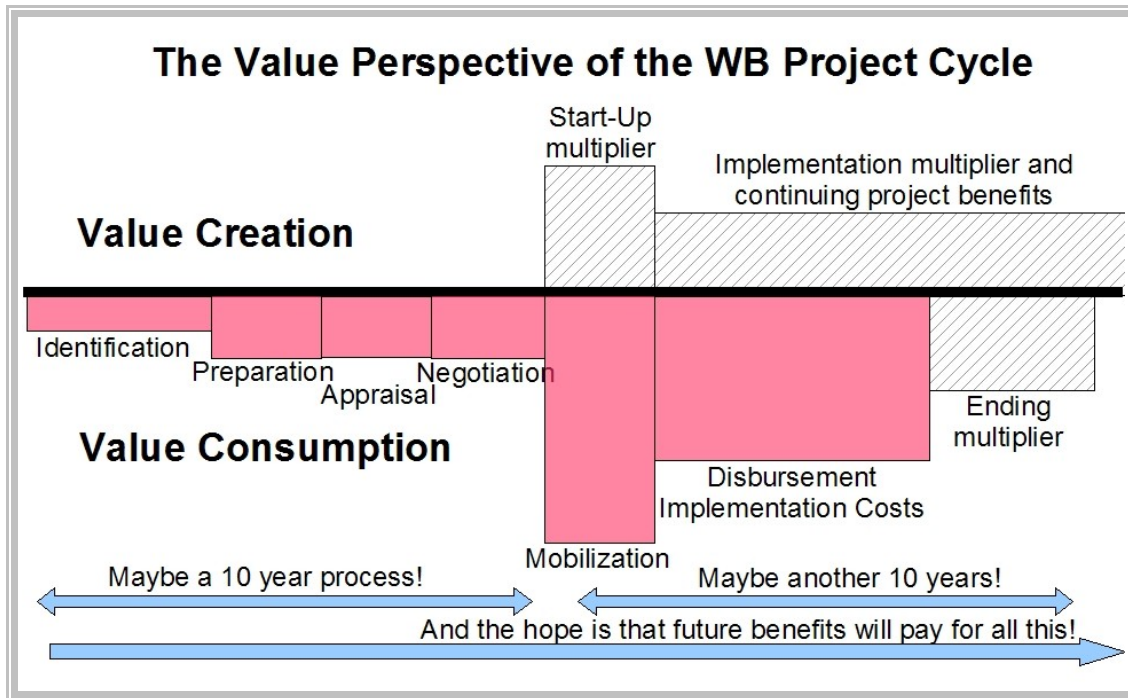 The Value Perspective of the WB Project Cycle
Start-Up
multiplier
Implementation multiplier and
continuing project benefits
Value Creation
Identification
Preparation
Appraisal
Negotiation
Value Consumption
Ending
multiplier
Disbursement
Implementation Costs
Mobilization
Maybe a 10 year process!
Maybe another 10 years!
And the hope is that future benefits will pay for all this!